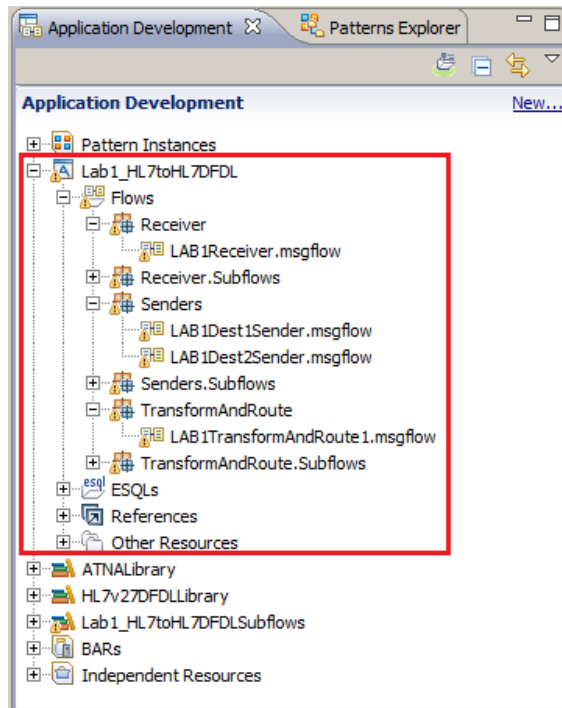 Application Development Patterns Explorer
Application Development New...
Pattern Instances
Lab1_HL7toHL7DFDL
Flows
Receiver
LAB1Receiver.msgflow
Receiver.Subflows
Senders
LAB1Dest1Sender.msgflow
LAB1Dest2Sender.msgflow
Senders.Subflows
TransformAndRoute
LAB1TransformAndRoute1.msgflow
TransformAndRoute.Subflows
esql ESQLs
References
Other Resources
ATNALibrary
HL7v27DFDLLibrary
Lab1_HL7toHL7DFDLSubflows
BARs
Independent Resources